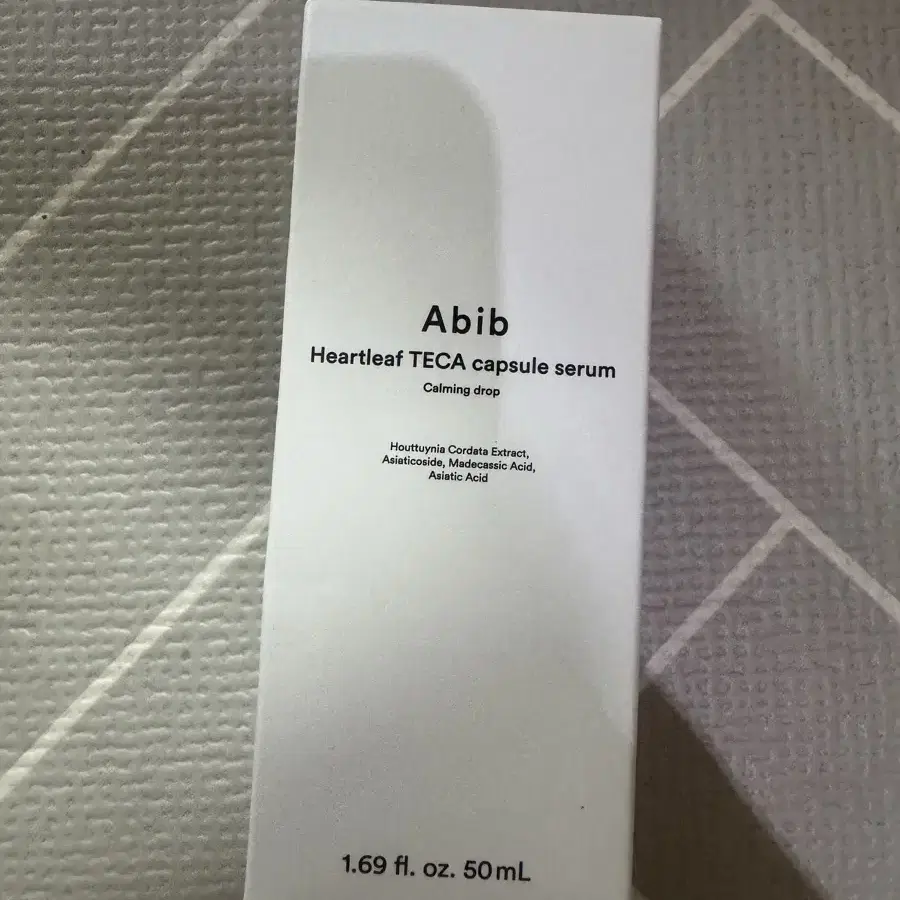 Abib
Heartleaf TECA capsule serum
Calming drop
Houttuynia Cordata Extract,
Asiaticoside, Madecassic Acid,
Asiatic Acid
1.69 fl. oz. 50mL